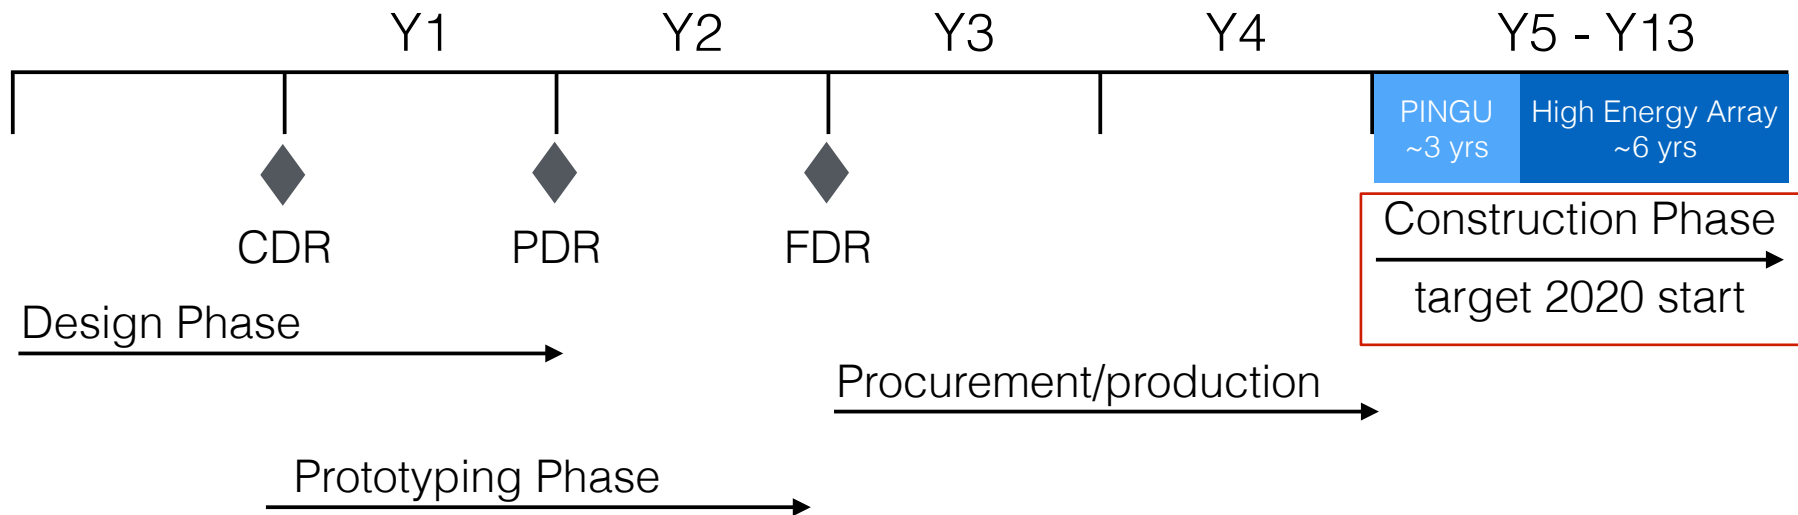 Y1
Y2
Y3
Y4
Y5 - Y13
PINGU
~3 yrs
High Energy Array
~6 yrs
CDR
PDR
FDR
Construction Phase
target 2020 start
Design Phase
Procurement/production
Prototyping Phase